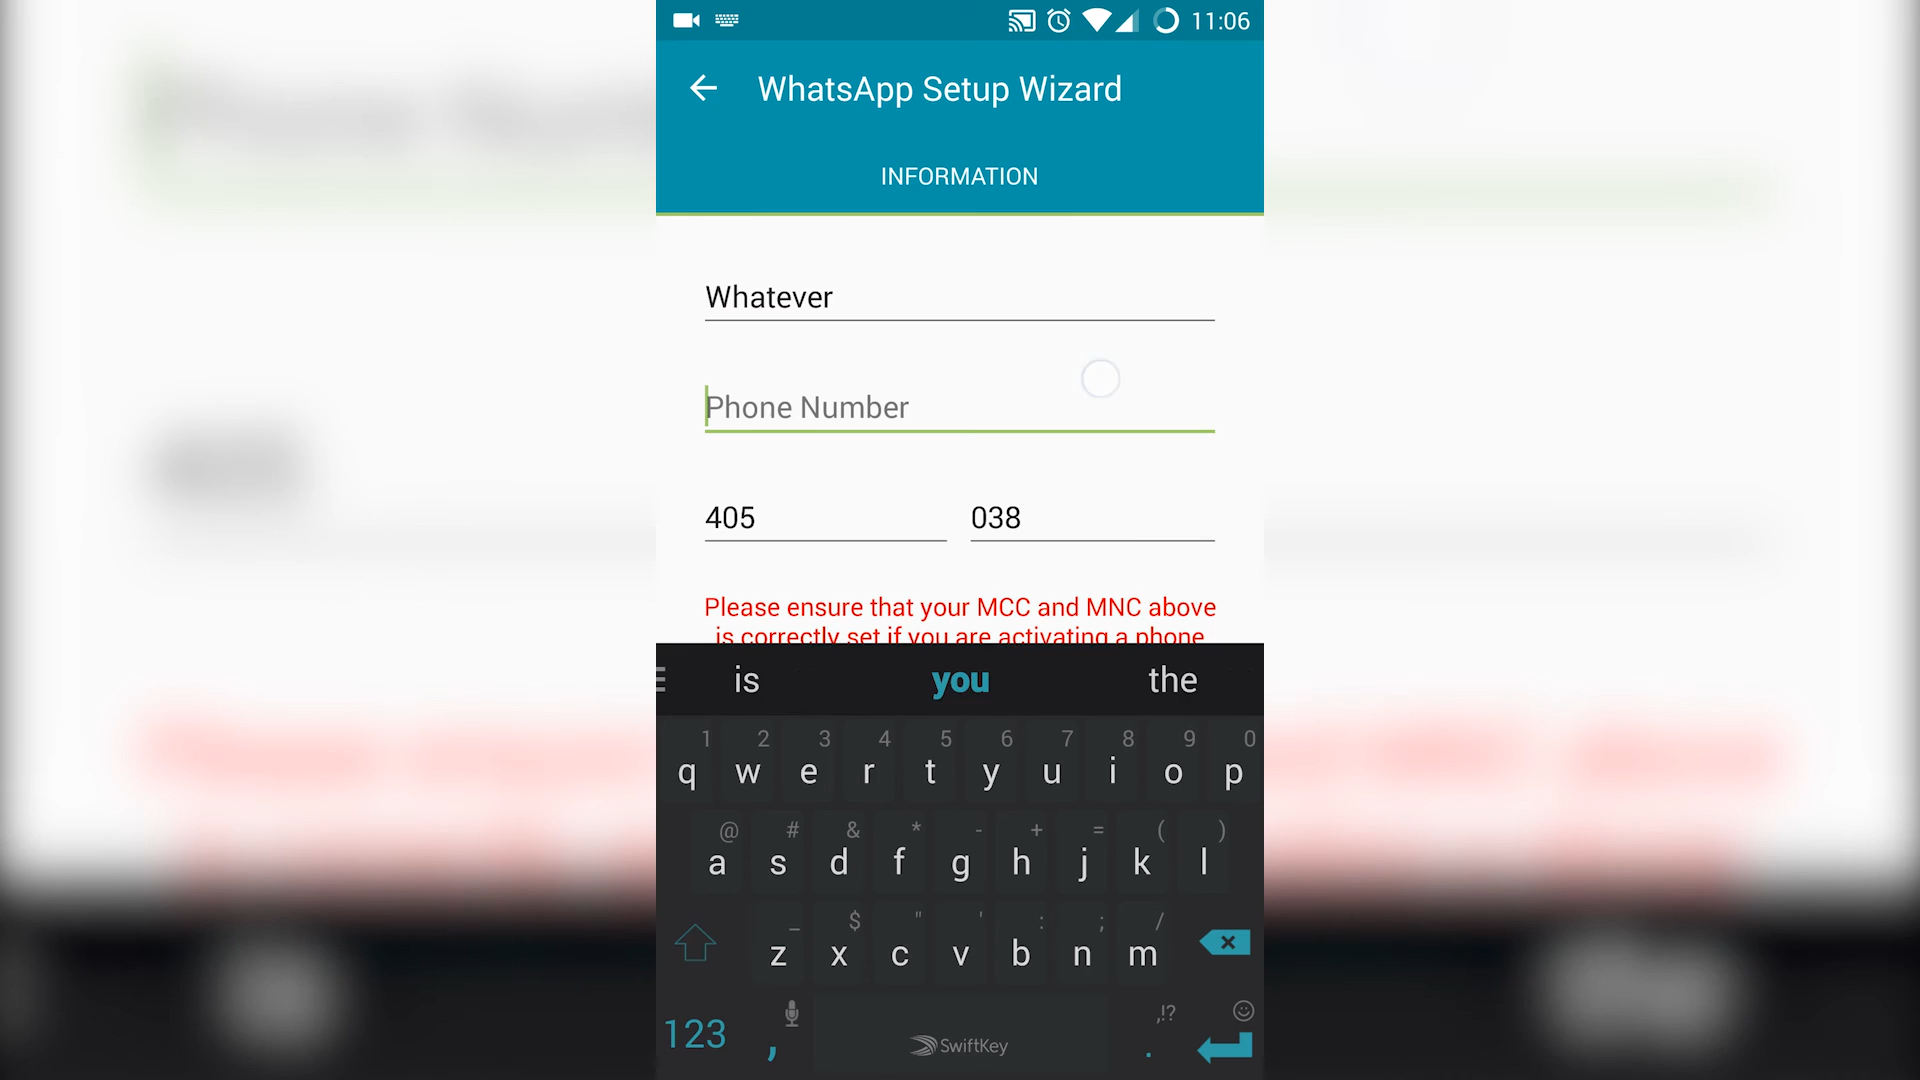 11:06
WhatsApp Setup Wizard
INFORMATION
Whatever
Phone Number
405 038
Please ensure that your MCC and MNC above
is correctly set if you are activating a phone
is you the
1 2 3 4 5 6 7 8 9 0
q w e r t y u i o p
@ # & * - + = ( )
a s d f g h j k l
_ $ " ' : ; /
z x c v b n m
,!?
123 , SwiftKey .